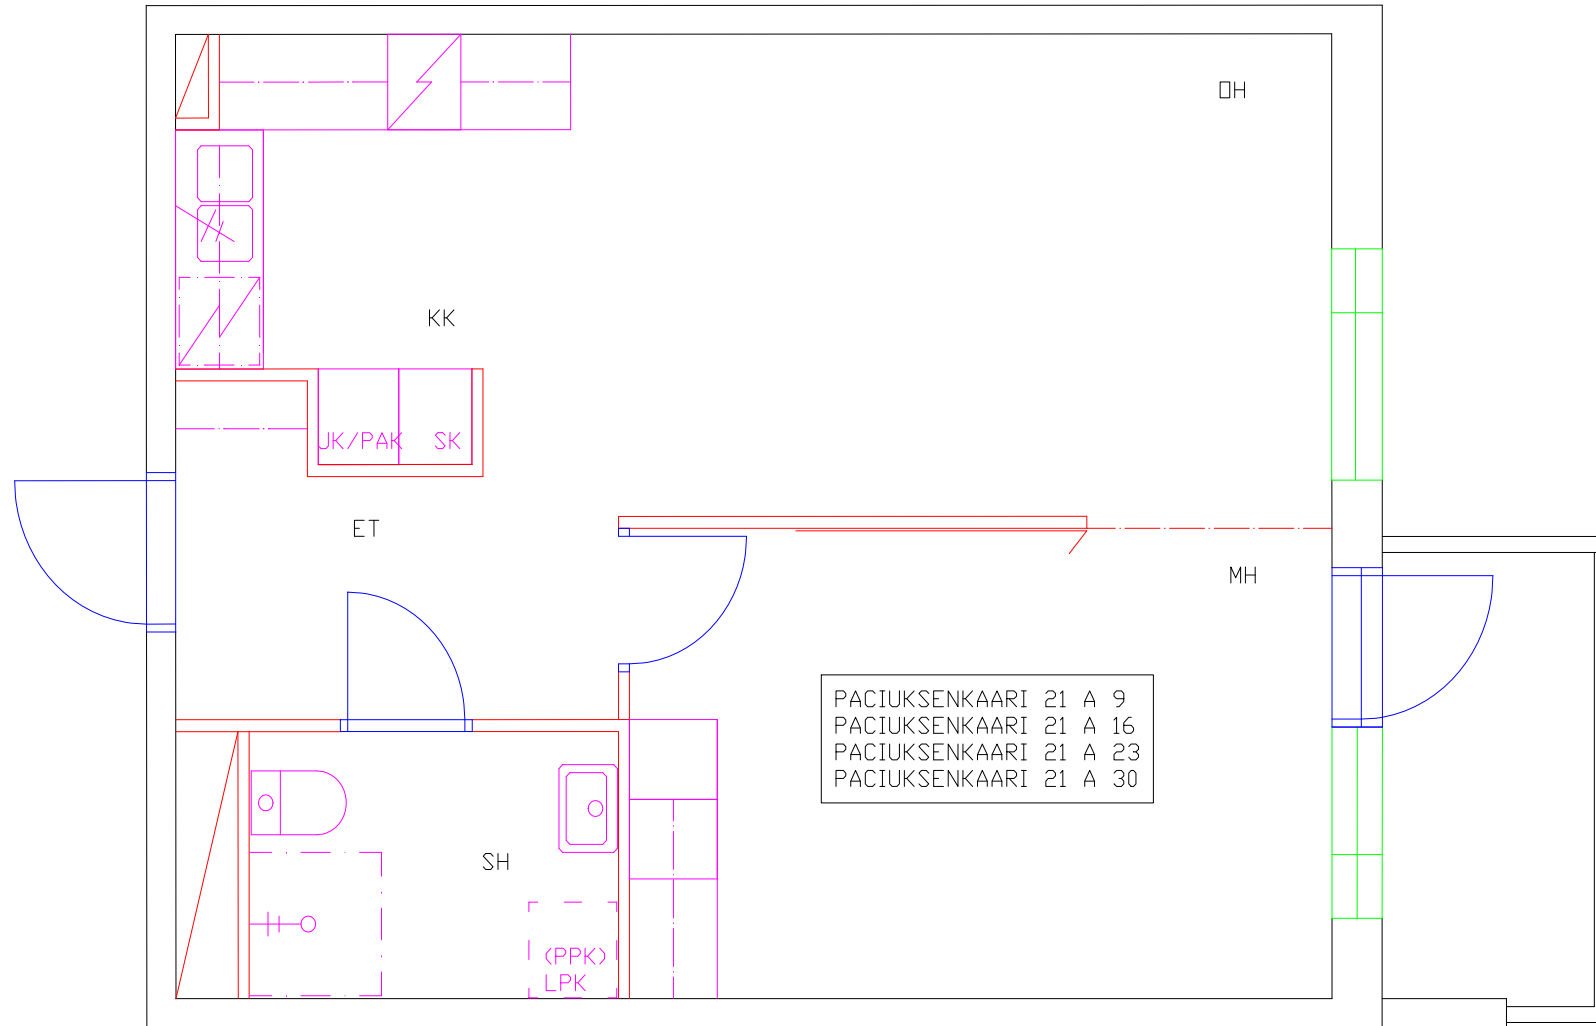 OH
KK
JK/PAK SK
ET
MH
PACIUKSENKAARI 21 A 9
PACIUKSENKAARI 21 A 16
PACIUKSENKAARI 21 A 23
PACIUKSENKAARI 21 A 30
SH
(PPK)
LPK